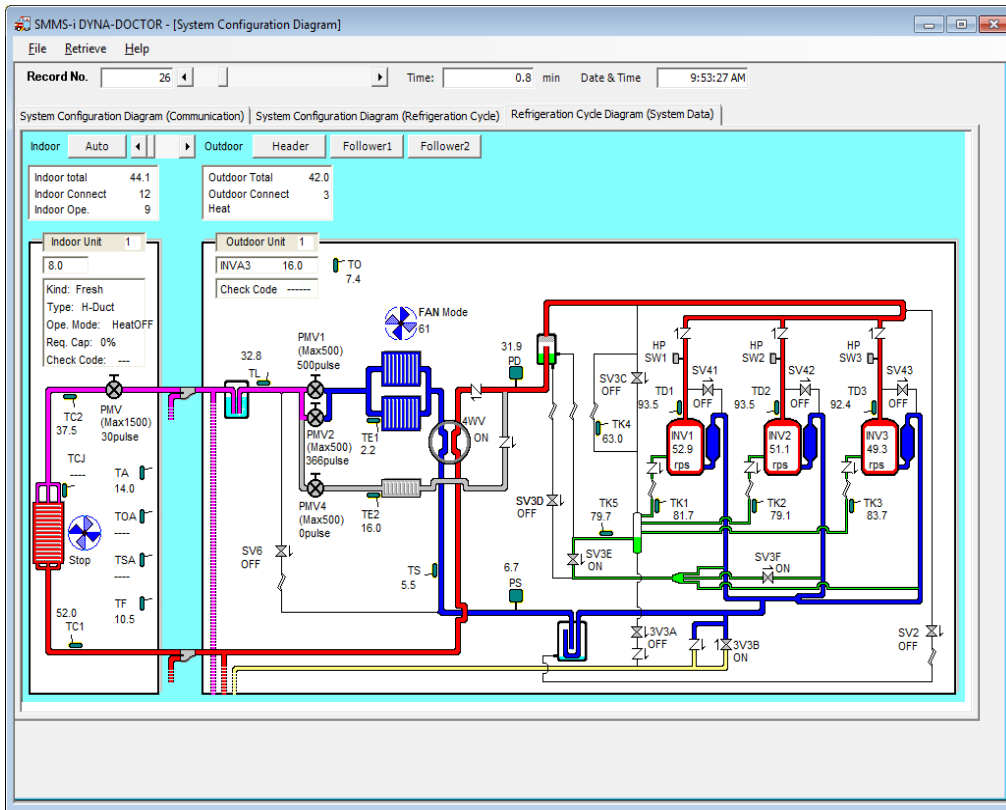 SMMS-i DYNA-DOCTOR - [System Configuration Diagram]
File Retrieve Help
Record No. 26 Time: 0.8 min Date & Time 9:53:27 AM
System Configuration Diagram (Communication) System Configuration Diagram (Refrigeration Cycle) Refrigeration Cycle Diagram (System Data)
Indoor Auto Outdoor Header Follower1 Follower2
Indoor total 44.1
Indoor Connect 12
Indoor Ope. 9
Outdoor Total 42.0
Outdoor Connect 3
Heat
Indoor Unit 1
8.0
Kind: Fresh
Type: H-Duct
Ope. Mode: HeatOFF
Req. Cap: 0%
Check Code: ---
Outdoor Unit 1
INVA3 16.0
Check Code ------
TO
7.4
FAN Mode
61
32.8
TL
PMV1
(Max500)
500pulse
PMV2
(Max500)
366pulse
PMV4
(Max500)
0pulse
TE1
2.2
TE2
16.0
4WV
ON
31.9
PD
TC2
37.5
PMV
(Max1500)
30pulse
TCJ
----
TA
14.0
TOA
----
TSA
----
TF
10.5
Stop
52.0
TC1
SV6
OFF
TS
5.5
6.7
PS
SV3C
OFF
TK4
63.0
SV3D
OFF
TK5
79.7
SV3E
ON
SV3F
ON
HP
SW1
HP
SW2
HP
SW3
SV41
OFF
SV42
OFF
SV43
OFF
TD1
93.5
TD2
93.5
TD3
92.4
INV1
52.9
rps
INV2
51.1
rps
INV3
49.3
rps
TK1
81.7
TK2
79.1
TK3
83.7
3V3A
OFF
3V3B
ON
SV2
OFF